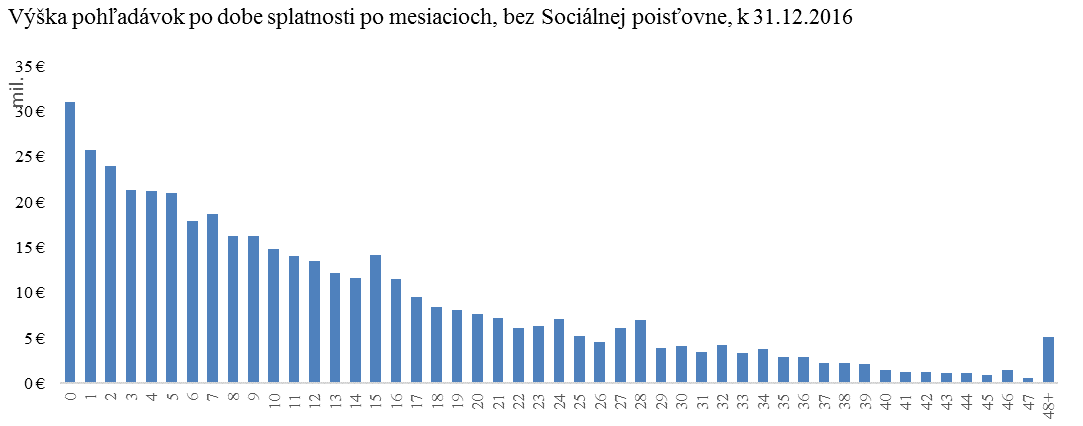 Výška pohľadávok po dobe splatnosti po mesiacioch, bez Sociálnej poisťovne, k 31.12.2016
mil.
35 €
30 €
25 €
20 €
15 €
10 €
5 €
0 €
0 1 2 3 4 5 6 7 8 9 10 11 12 13 14 15 16 17 18 19 20 21 22 23 24 25 26 27 28 29 30 31 32 33 34 35 36 37 38 39 40 41 42 43 44 45 46 47 48+